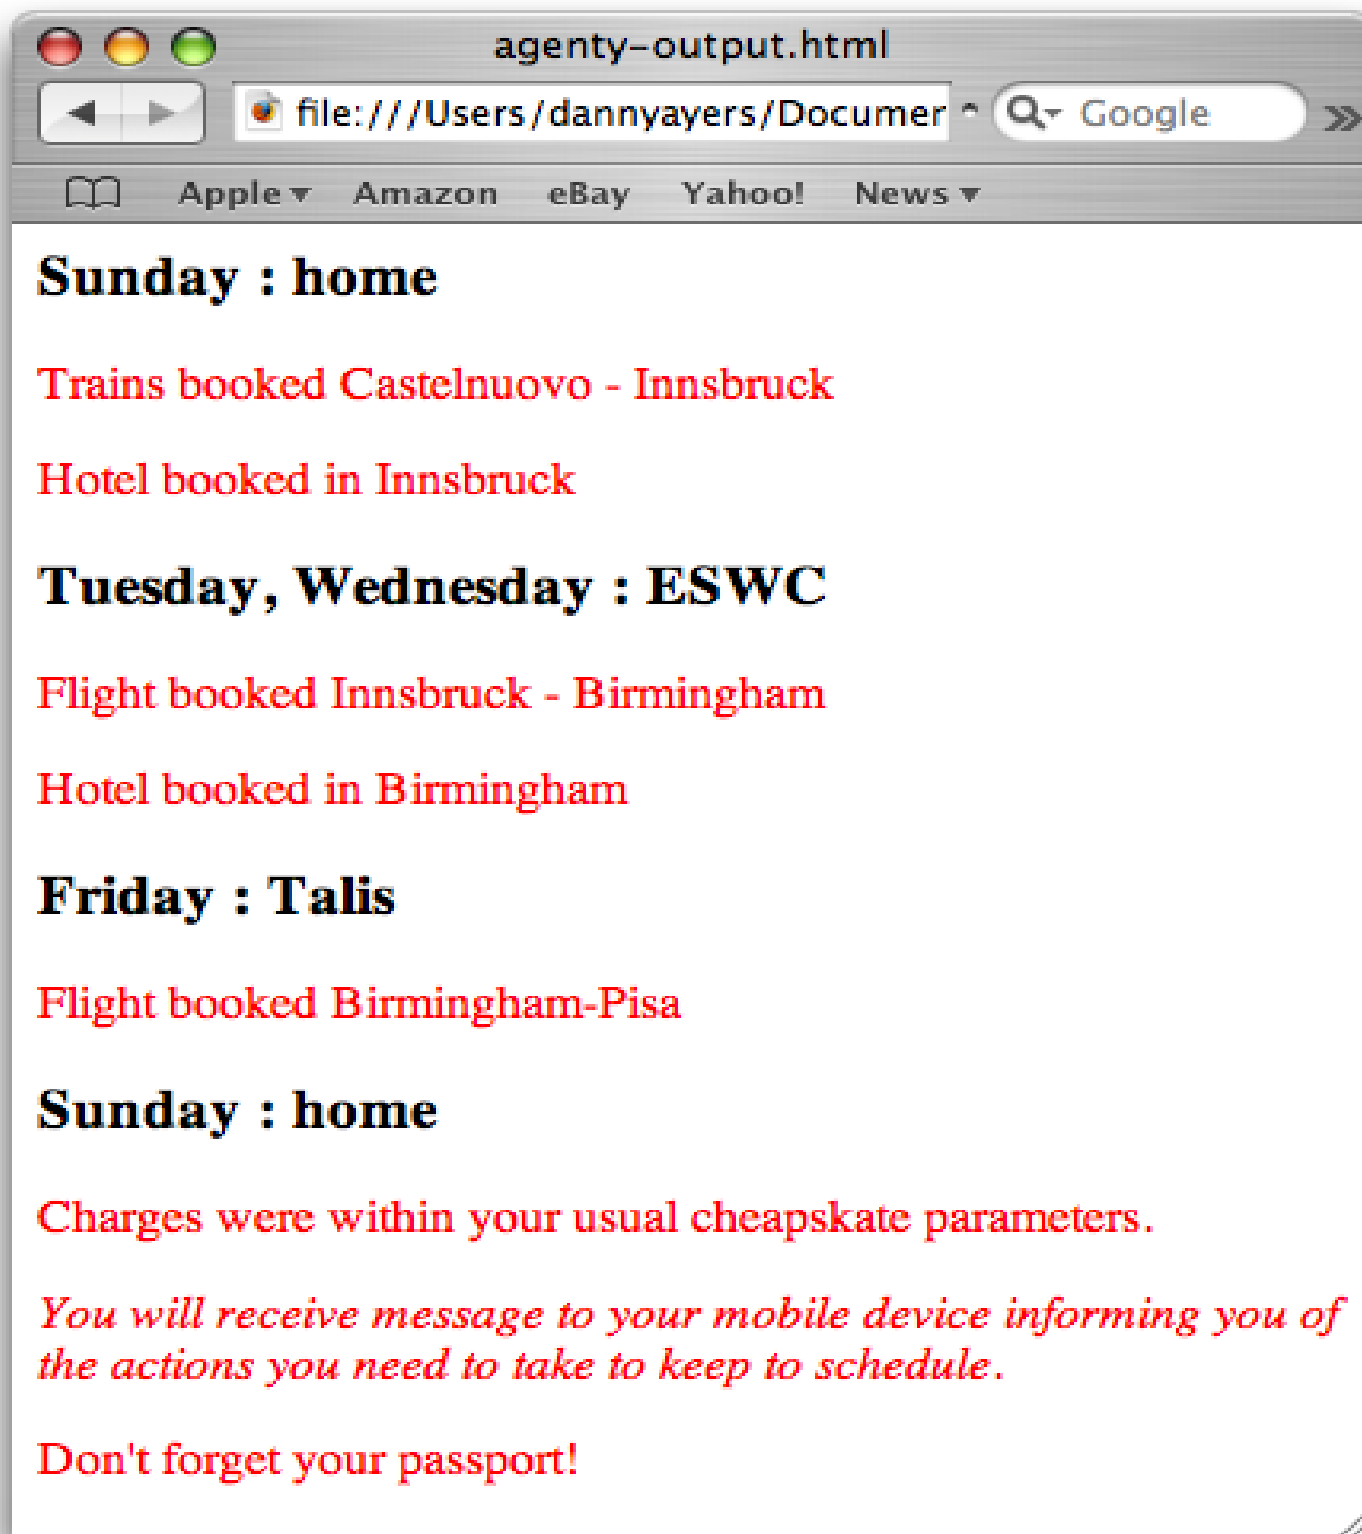 agenty-output.html
file:///Users/dannyayers/Documer
Google
Apple Amazon eBay Yahoo! News
Sunday : home
Trains booked Castelnuovo - Innsbruck
Hotel booked in Innsbruck
Tuesday, Wednesday : ESWC
Flight booked Innsbruck - Birmingham
Hotel booked in Birmingham
Friday : Talis
Flight booked Birmingham-Pisa
Sunday : home
Charges were within your usual cheapskate parameters.
You will receive message to your mobile device informing you of
the actions you need to take to keep to schedule.
Don't forget your passport!